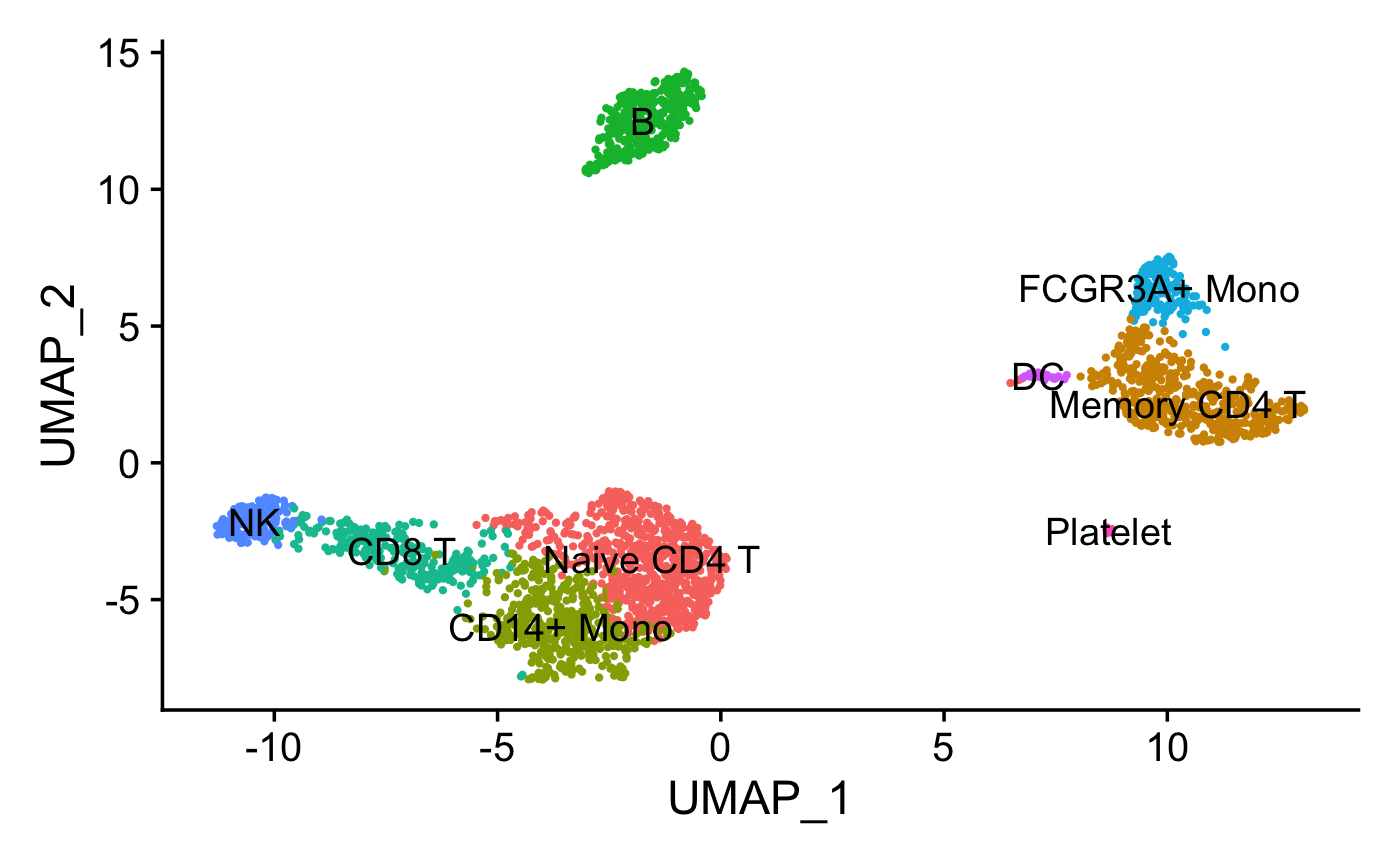 15
B
10
FCGR3A+ Mono
5
DC
Memory CD4 T
UMAP_2
0
NK
Platelet
CD8 T
Naive CD4 T
-5
CD14+ Mono
-10 -5 0 5 10
UMAP_1